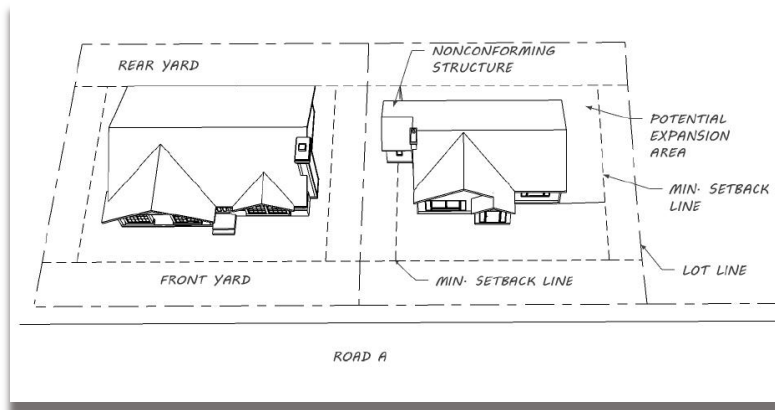 NONCONFORMING
STRUCTURE
REAR YARD
POTENTIAL
EXPANSION
AREA
MIN. SETBACK
LINE
LOT LINE
FRONT YARD
MIN. SETBACK LINE
ROAD A